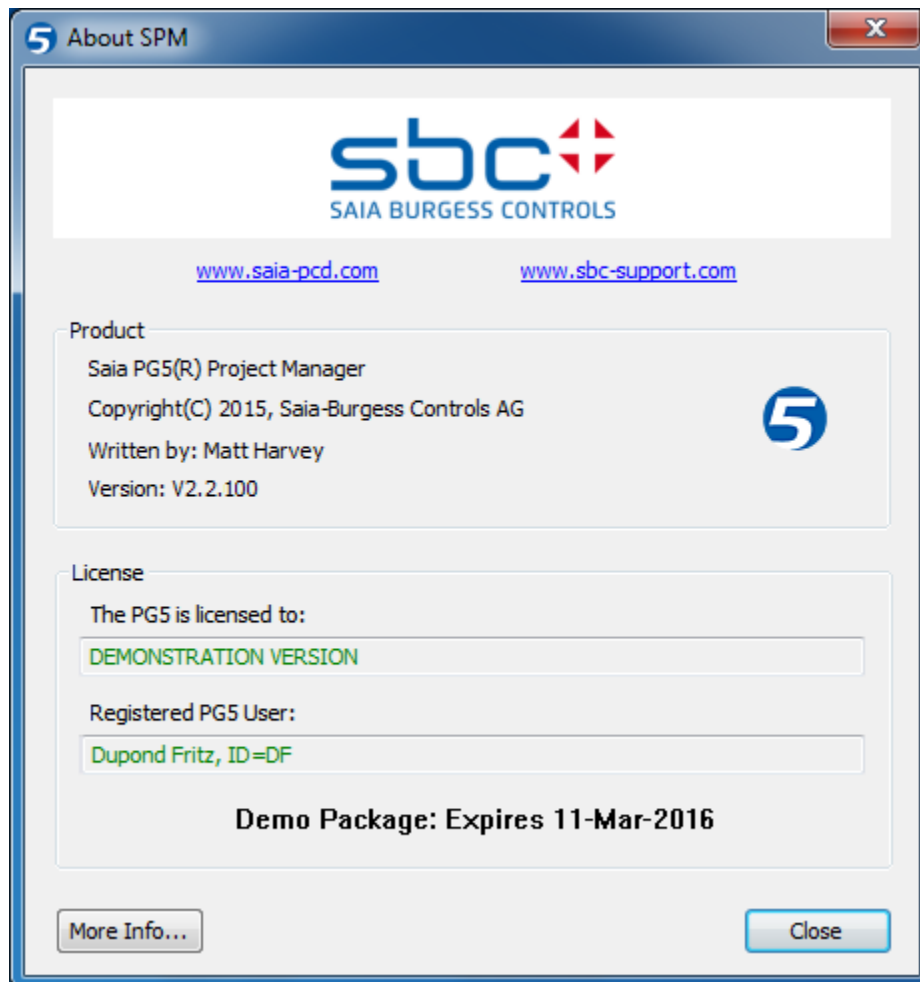 5 About SPM
x
sbc
SAIA BURGESS CONTROLS
www.saia-pcd.com www.sbc-support.com
Product
Saia PG5(R) Project Manager
Copyright(C) 2015, Saia-Burgess Controls AG
5
Written by: Matt Harvey
Version: V2.2.100
License
The PG5 is licensed to:
DEMONSTRATION VERSION
Registered PG5 User:
Dupond Fritz, ID=DF
Demo Package: Expires 11-Mar-2016
More Info... Close